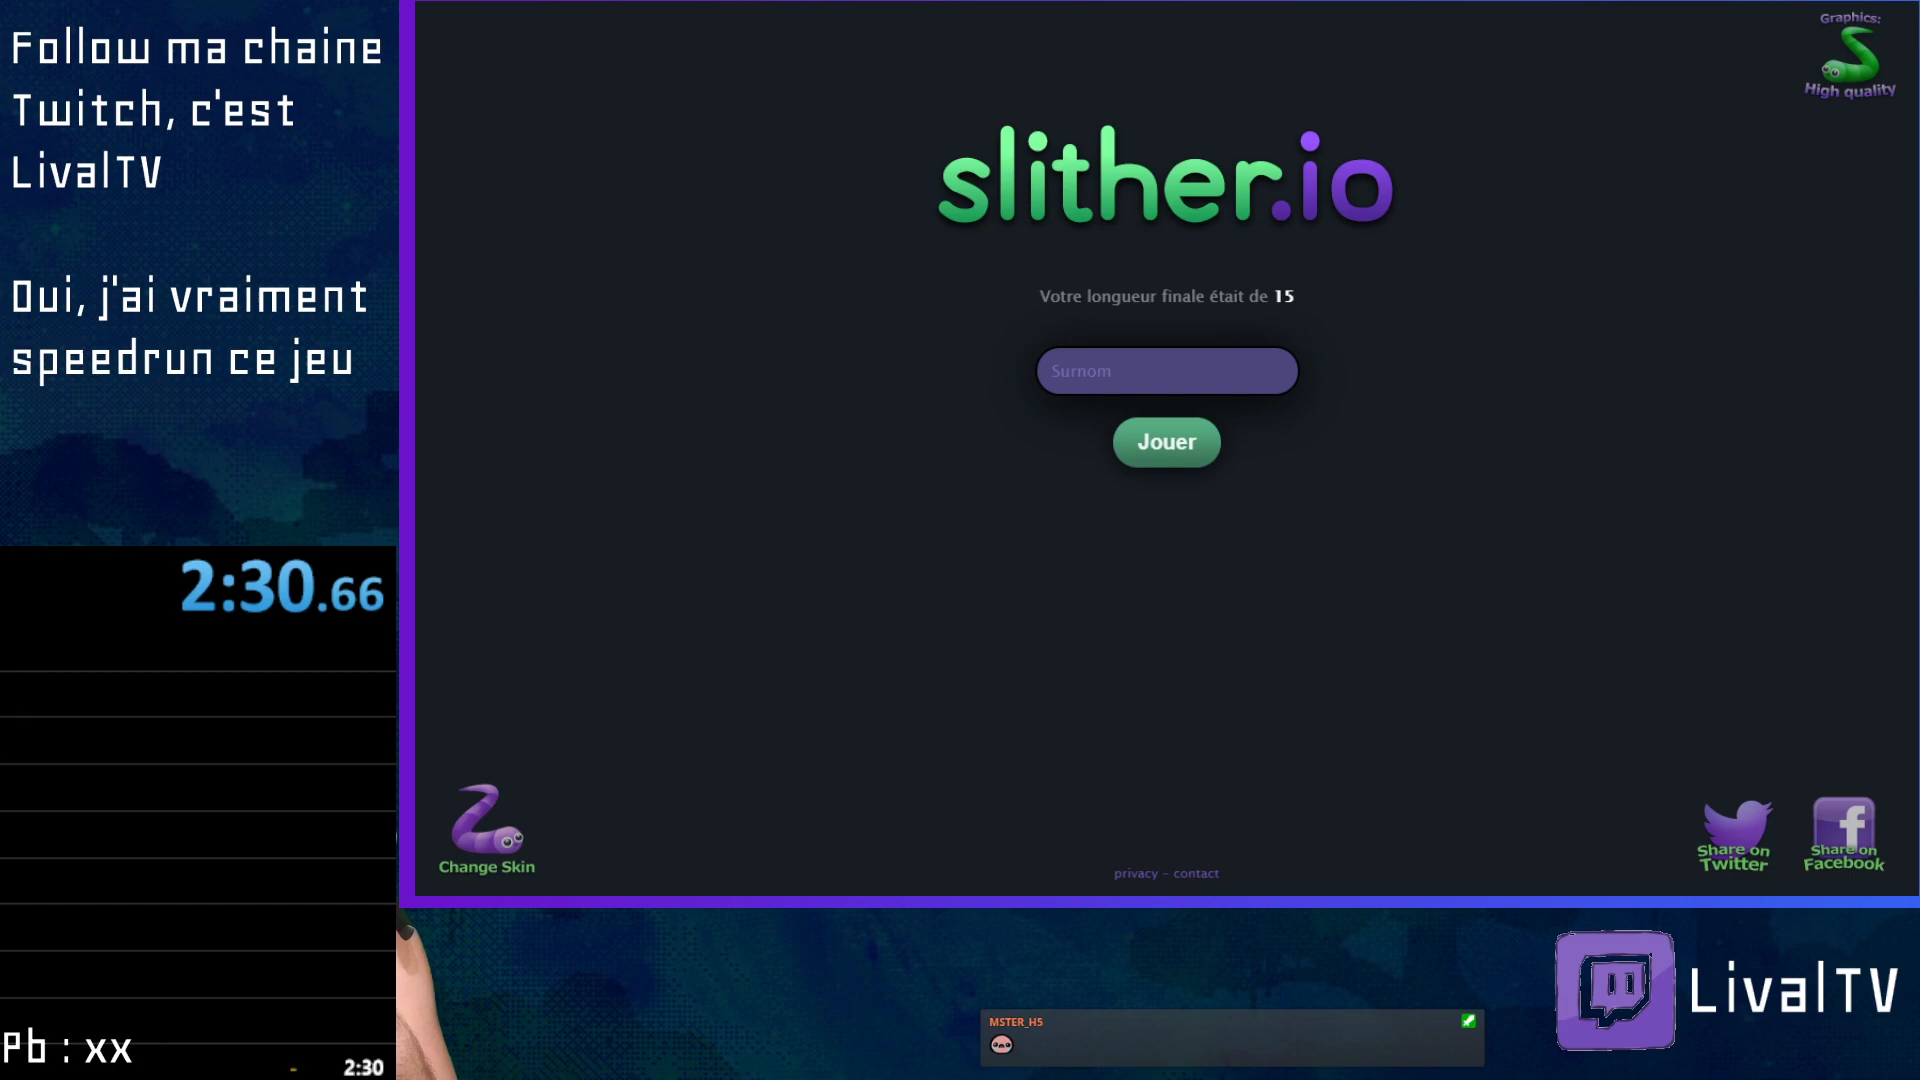 Follow ma chaine
Twitch, c'est
LivalTV
Oui, j'ai vraiment
speedrun ce jeu
2:30.66
Pb : xx
-
2:30
Graphics:
High quality
slither.io
Votre longueur finale était de 15
Surnom
Jouer
Change Skin
privacy - contact
Share on
Twitter
Share on
Facebook
MSTER_H5
LivalTV